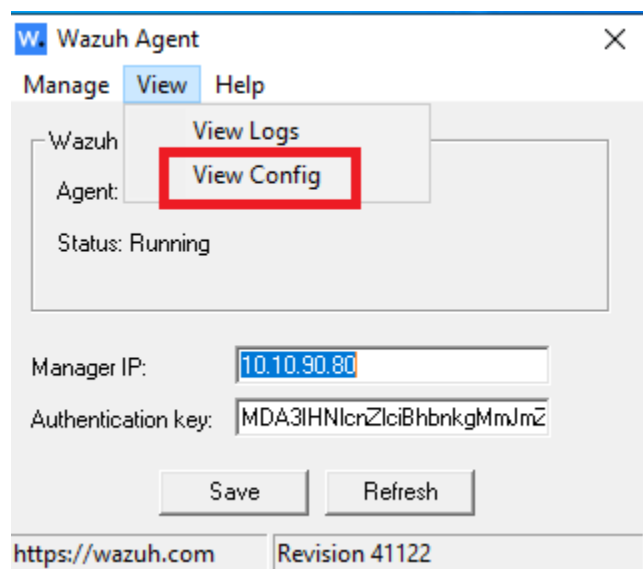 W. Wazuh Agent
Manage View Help
View Logs
View Config
Wazuh
Agent:
Status: Running
Manager IP: 10.10.90.80
Authentication key: MDA3IHNlcnZlciBhbnkgMmJmZ
Save Refresh
https://wazuh.com Revision 41122